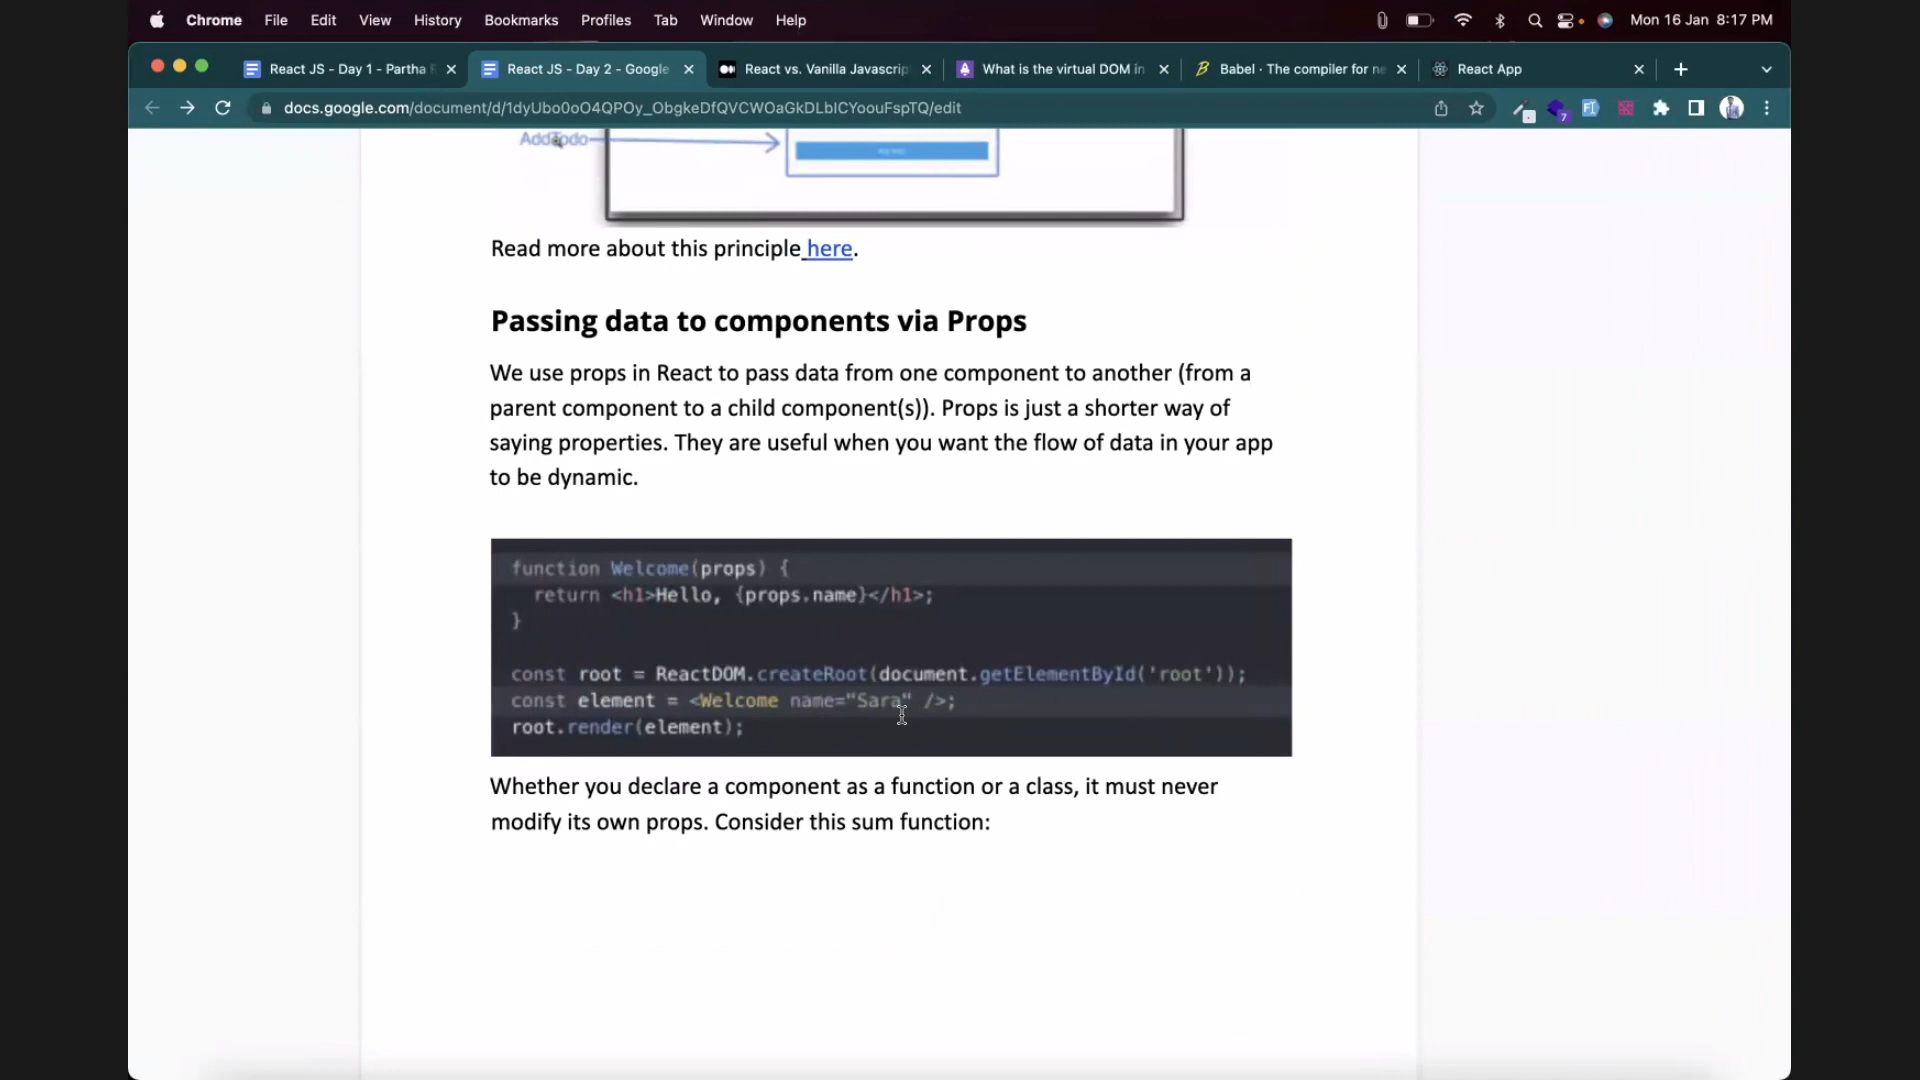 Chrome File Edit View History Bookmarks Profiles Tab Window Help Mon 16 Jan 8:17 PM
React JS - Day 1 - Partha React JS - Day 2 - Google React vs. Vanilla Javascrip What is the virtual DOM in Babel · The compiler for ne React App
docs.google.com/document/d/1dyUbo0oO4QPOy_ObgkeDfQVCWOaGkDLbICYoouFspTQ/edit
7
AddTodo
Read more about this principle here.
Passing data to components via Props
We use props in React to pass data from one component to another (from a
parent component to a child component(s)). Props is just a shorter way of
saying properties. They are useful when you want the flow of data in your app
to be dynamic.
function Welcome(props) {
return <h1>Hello, {props.name}</h1>;
}
const root = ReactDOM.createRoot(document.getElementById('root'));
const element = <Welcome name="Sara" />;
root.render(element);
Whether you declare a component as a function or a class, it must never
modify its own props. Consider this sum function: